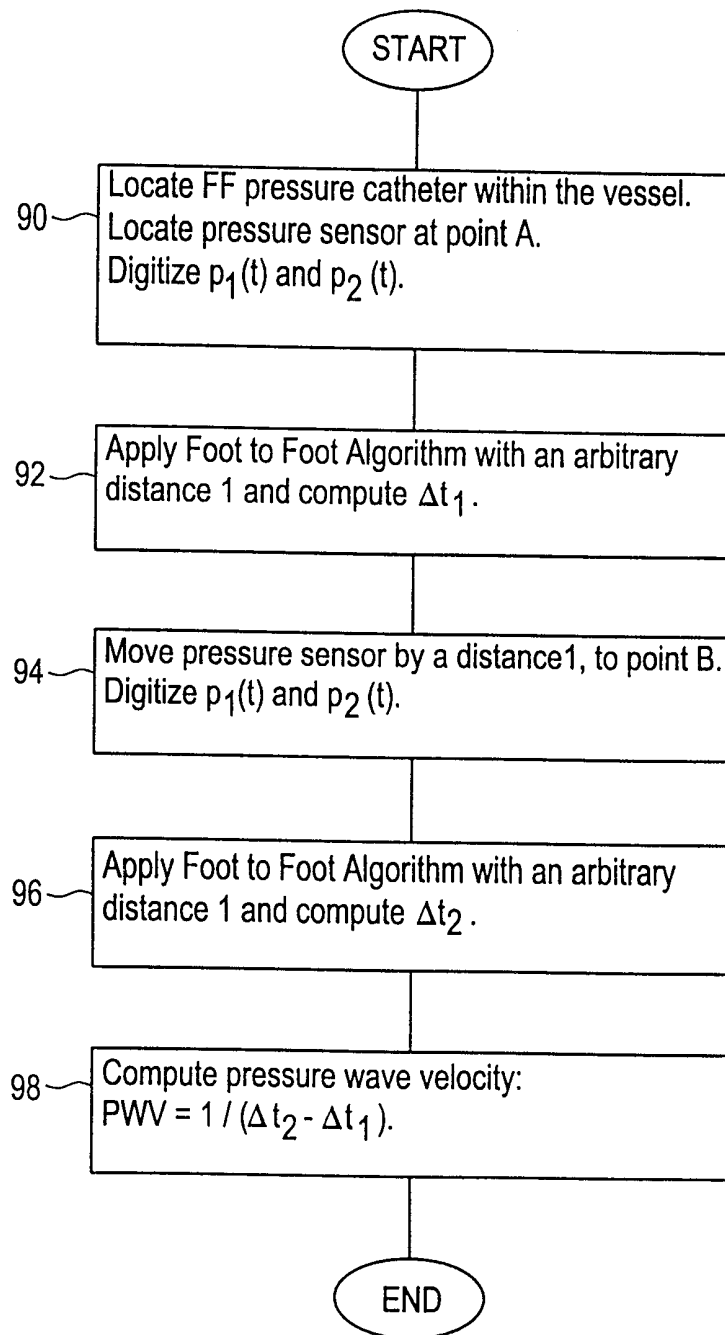 START
90
Locate FF pressure catheter within the vessel.
Locate pressure sensor at point A.
Digitize p1(t) and p2 (t).
92
Apply Foot to Foot Algorithm with an arbitrary
distance 1 and compute Δt1.
94
Move pressure sensor by a distance1, to point B.
Digitize p1(t) and p2 (t).
96
Apply Foot to Foot Algorithm with an arbitrary
distance 1 and compute Δt2.
98
Compute pressure wave velocity:
PWV = 1 / (Δt2 - Δt1).
END